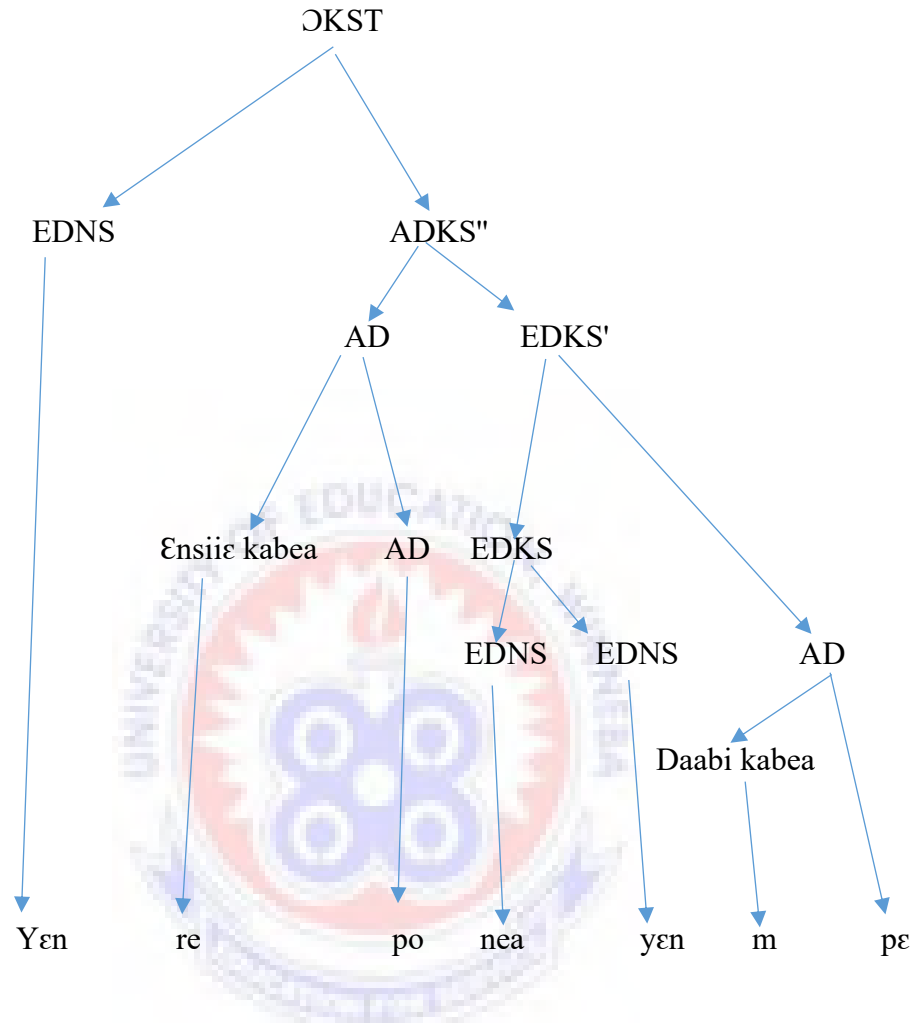 ƆKST
EDNS ADKS"
AD EDKS'
Ɛnsiiɛ kabea AD EDKS
EDNS EDNS AD
Daabi kabea
Yɛn re po nea yɛn m pɛ